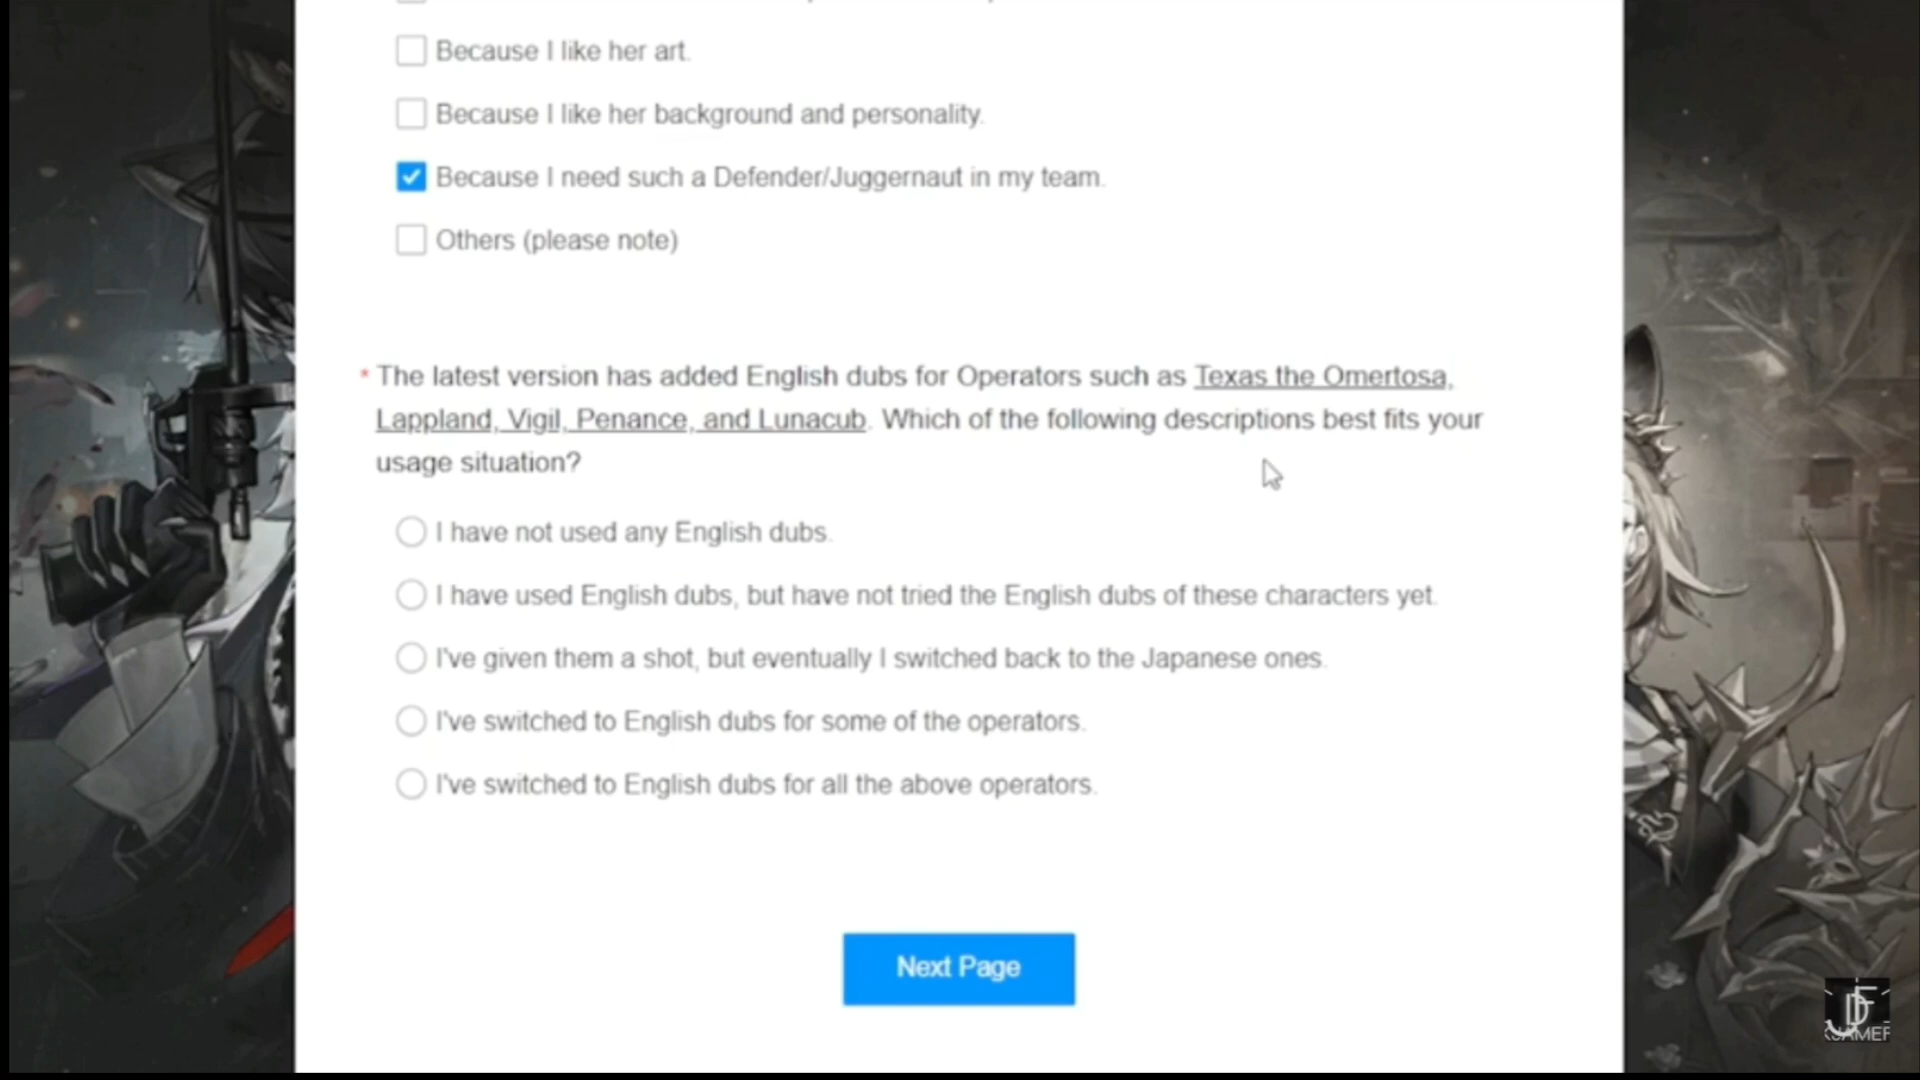 Because I like her art.
Because I like her background and personality.
Because I need such a Defender/Juggernaut in my team.
Others (please note)
* The latest version has added English dubs for Operators such as Texas the Omertosa,
Lappland, Vigil, Penance, and Lunacub. Which of the following descriptions best fits your
usage situation?
I have not used any English dubs.
I have used English dubs, but have not tried the English dubs of these characters yet.
I've given them a shot, but eventually I switched back to the Japanese ones.
I've switched to English dubs for some of the operators.
I've switched to English dubs for all the above operators.
Next Page